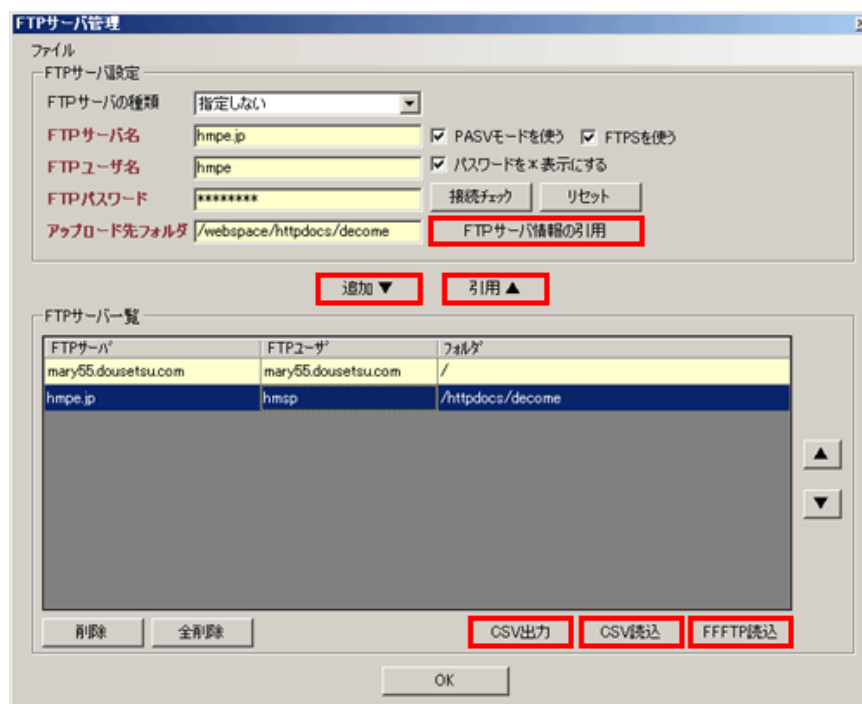 FTPサーバ管理
ファイル
FTPサーバ設定
FTPサーバの種類 指定しない
FTPサーバ名 hmpe.jp PASVモードを使う FTPSを使う
FTPユーザ名 hmpe パスワードを*表示にする
FTPパスワード ******** 接続チェック リセット
アップロード先フォルダ /webspace/httpdocs/decome FTPサーバ情報の引用
追加▼ 引用▲
FTPサーバ一覧
FTPサーバ FTPユーザ フォルダ
mary55.dousetsu.com mary55.dousetsu.com /
hmpe.jp hmsp /httpdocs/decome
▲
▼
削除 全削除 CSV出力 CSV読込 FFFTP読込
OK